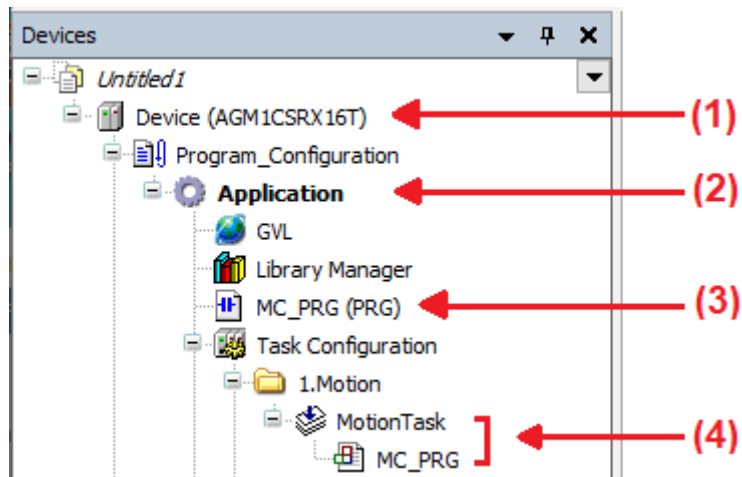 Devices
Untitled1
Device (AGM1CSRX16T) (1)
Program_Configuration
Application (2)
GVL
Library Manager
MC_PRG (PRG) (3)
Task Configuration
1.Motion
MotionTask
(4)
MC_PRG